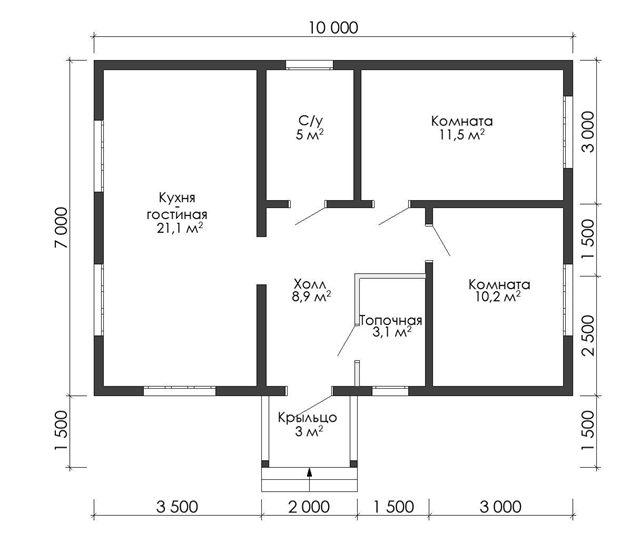 10 000
С/у
5 м²
Комната
11,5 м²
3 000
Кухня
-
гостиная
21,1 м²
7 000
1 500
Холл
8,9 м²
Комната
10,2 м²
Топочная
3,1 м²
2 500
Крыльцо
3 м²
1 500
1 500
3 500
2 000
1 500
3 000